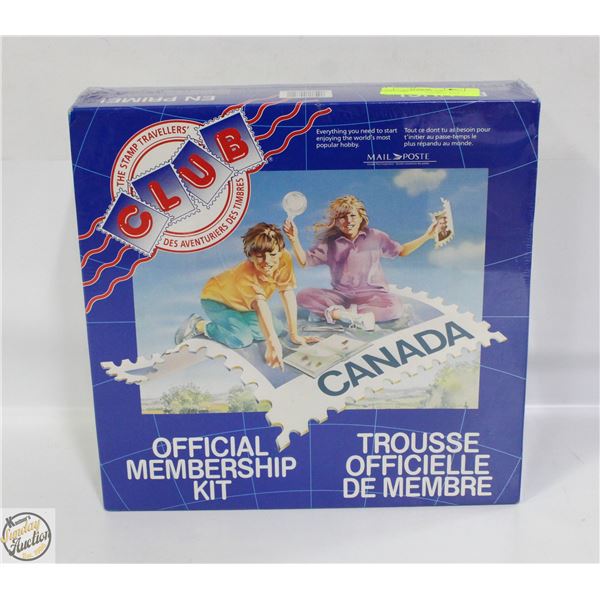 EN PRIME!
THE STAMP TRAVELLERS'
CLUB
DES AVENTURIERS DES TIMBRES
Everything you need to start
enjoying the world's most
popular hobby.
Tout ce dont tu as besoin pour
t'initier au passe-temps le
plus répandu au monde.
MAIL POSTE
CANADA
OFFICIAL
MEMBERSHIP
KIT
TROUSSE
OFFICIELLE
DE MEMBRE
Sunday
Auction